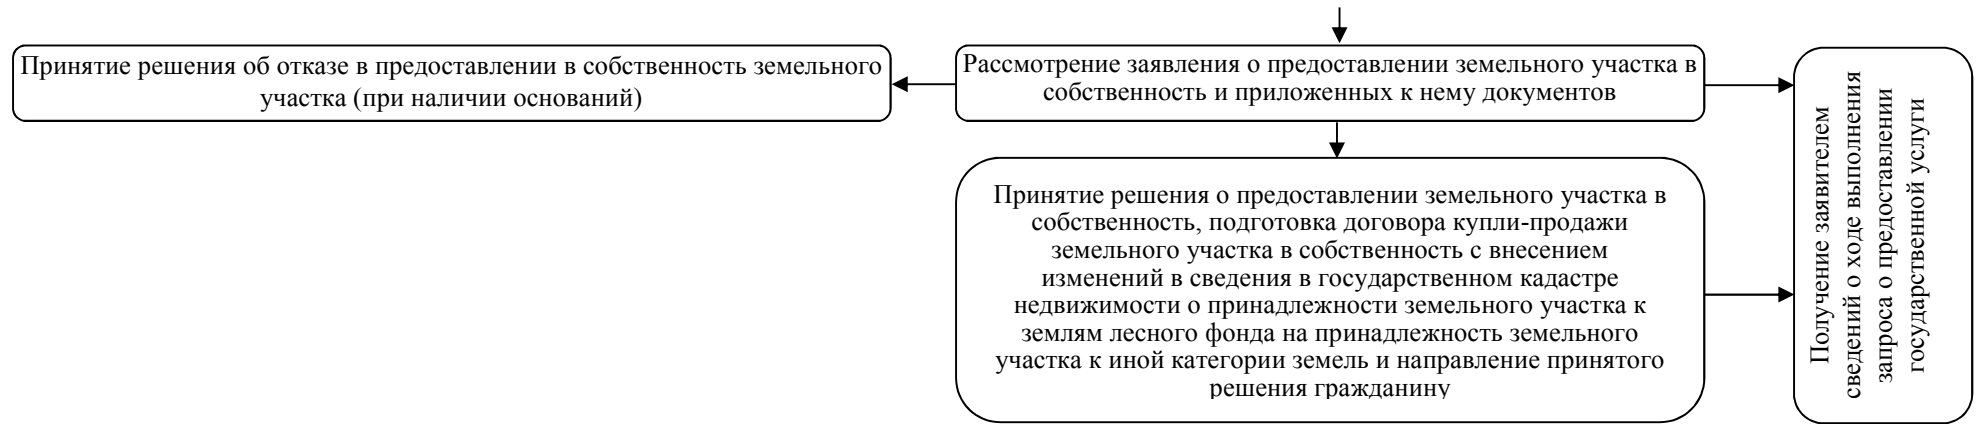 Принятие решения об отказе в предоставлении в собственность земельного
участка (при наличии оснований)
Рассмотрение заявления о предоставлении земельного участка в
собственность и приложенных к нему документов
Принятие решения о предоставлении земельного участка в
собственность, подготовка договора купли-продажи
земельного участка в собственность с внесением
изменений в сведения в государственном кадастре
недвижимости о принадлежности земельного участка к
землям лесного фонда на принадлежность земельного
участка к иной категории земель и направление принятого
решения гражданину
Получение заявителем
сведений о ходе выполнения
запроса о предоставлении
государственной услуги